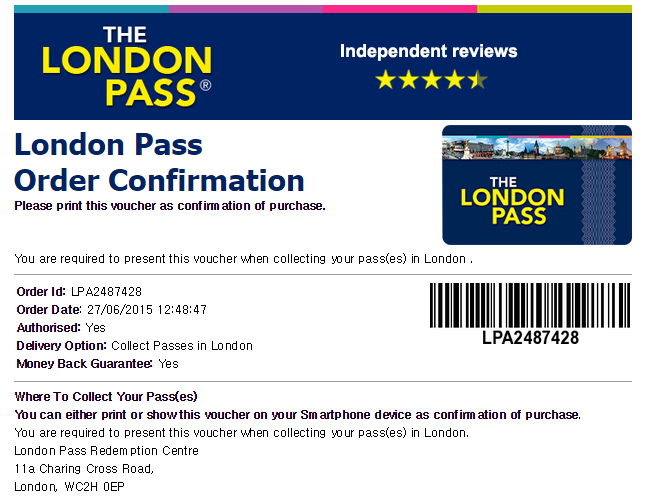 THE
LONDON
PASS®
Independent reviews
London Pass
Order Confirmation
Please print this voucher as confirmation of purchase.
THE
LONDON
PASS
You are required to present this voucher when collecting your pass(es) in London .
Order Id: LPA2487428
Order Date: 27/06/2015 12:48:47
Authorised: Yes
Delivery Option: Collect Passes in London
Money Back Guarantee: Yes
LPA2487428
Where To Collect Your Pass(es)
You can either print or show this voucher on your Smartphone device as confirmation of purchase.
You are required to present this voucher when collecting your pass(es) in London.
London Pass Redemption Centre
11a Charing Cross Road,
London, WC2H 0EP